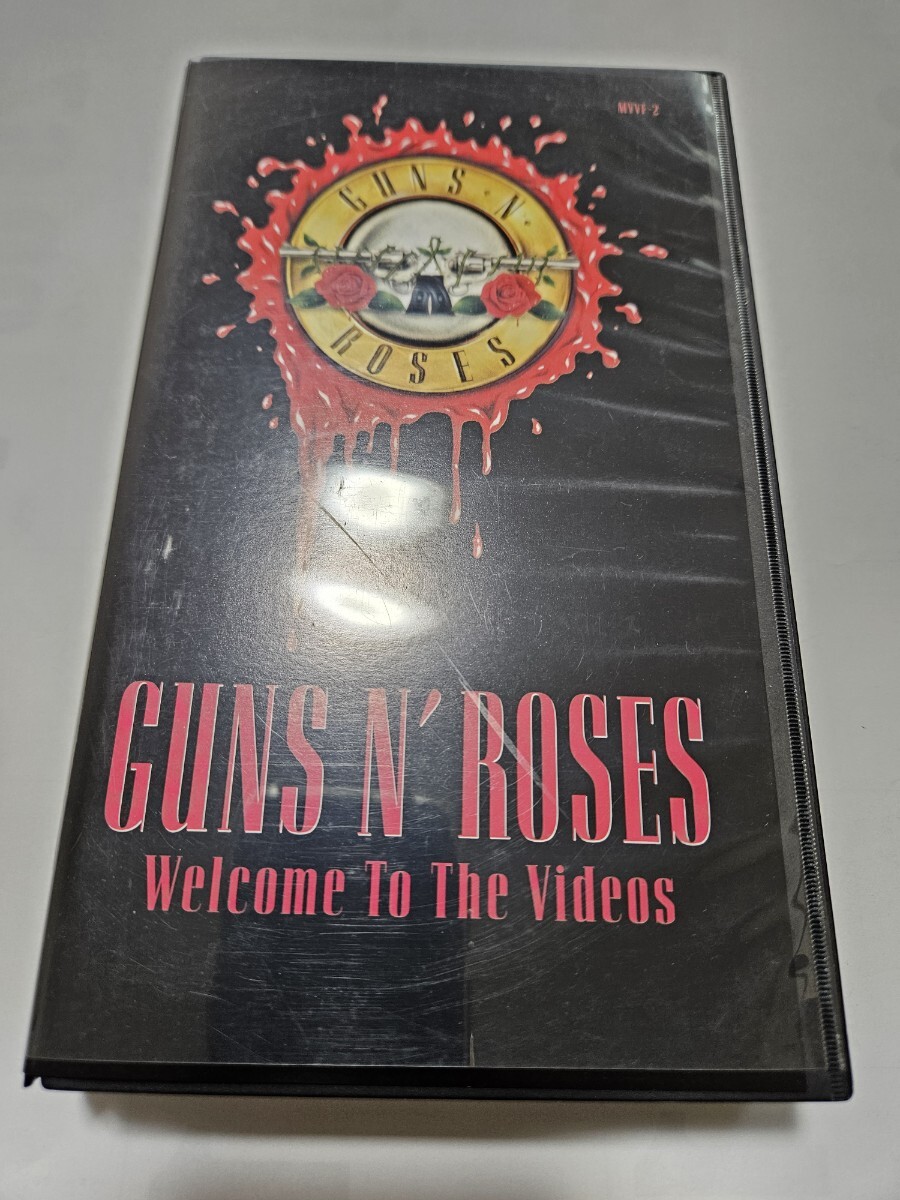 MVVF-2
GUNS · N ·
ROSES
GUNS N' ROSES
Welcome To The Videos